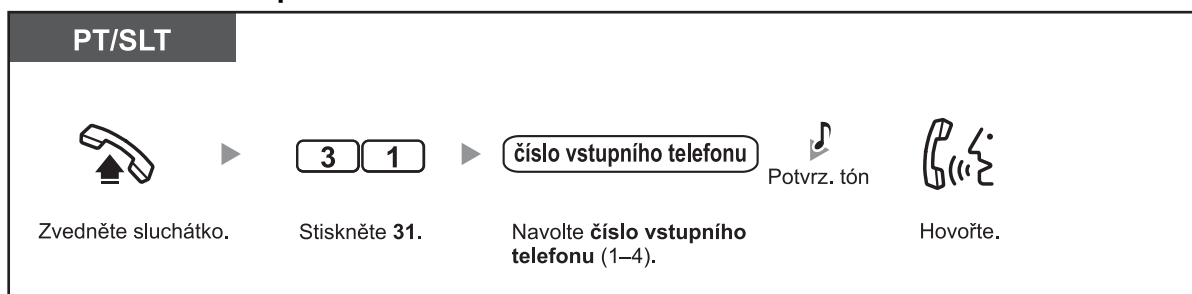 PT/SLT
3 1
číslo vstupního telefonu
Potvrz. tón
Zvedněte sluchátko.
Stiskněte 31.
Navolte číslo vstupního
telefonu (1–4).
Hovořte.